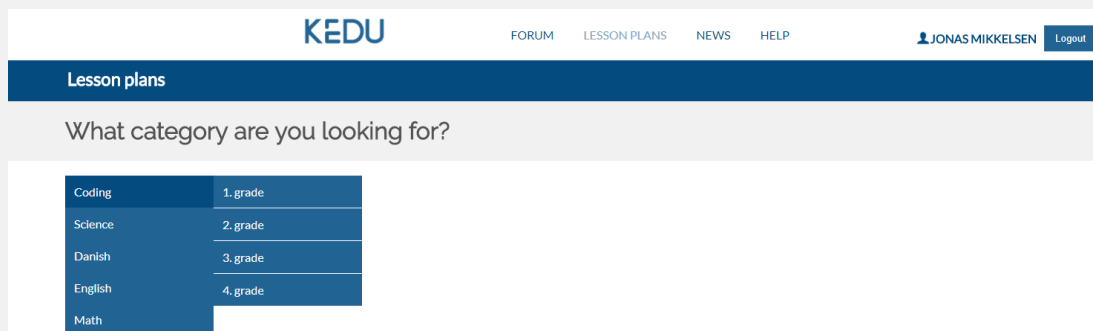 KEDU FORUM LESSON PLANS NEWS HELP JONAS MIKKELSEN Logout
Lesson plans
What category are you looking for?
Coding 1. grade
Science 2. grade
Danish 3. grade
English 4. grade
Math